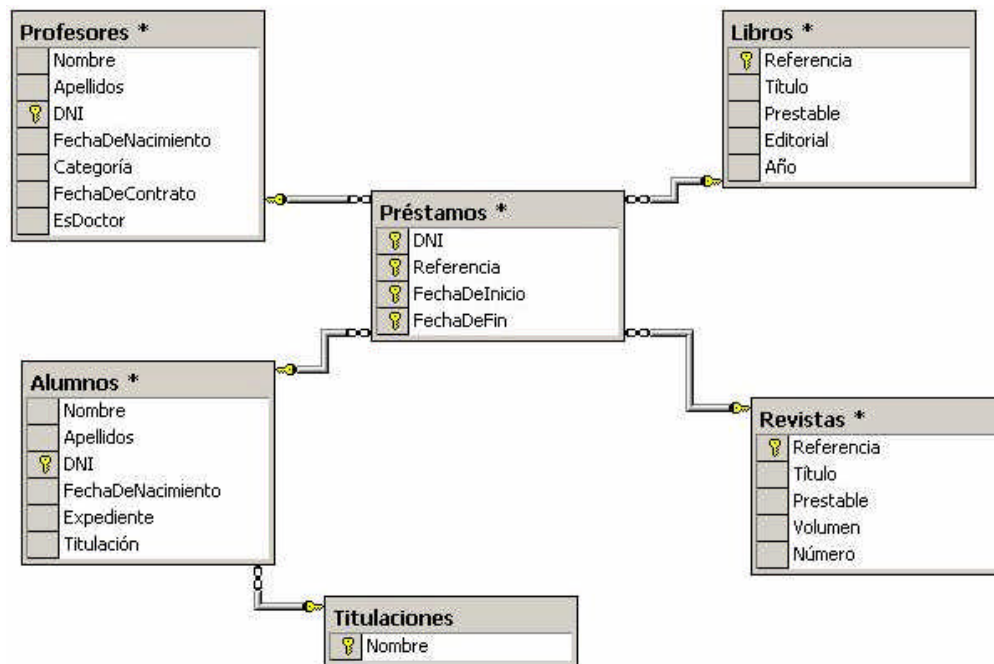 Profesores *
Nombre
Apellidos
DNI
FechaDeNacimiento
Categoría
FechaDeContrato
EsDoctor
Libros *
Referencia
Título
Prestable
Editorial
Año
Préstamos *
DNI
Referencia
FechaDeInicio
FechaDeFin
Alumnos *
Nombre
Apellidos
DNI
FechaDeNacimiento
Expediente
Titulación
Revistas *
Referencia
Título
Prestable
Volumen
Número
Titulaciones
Nombre